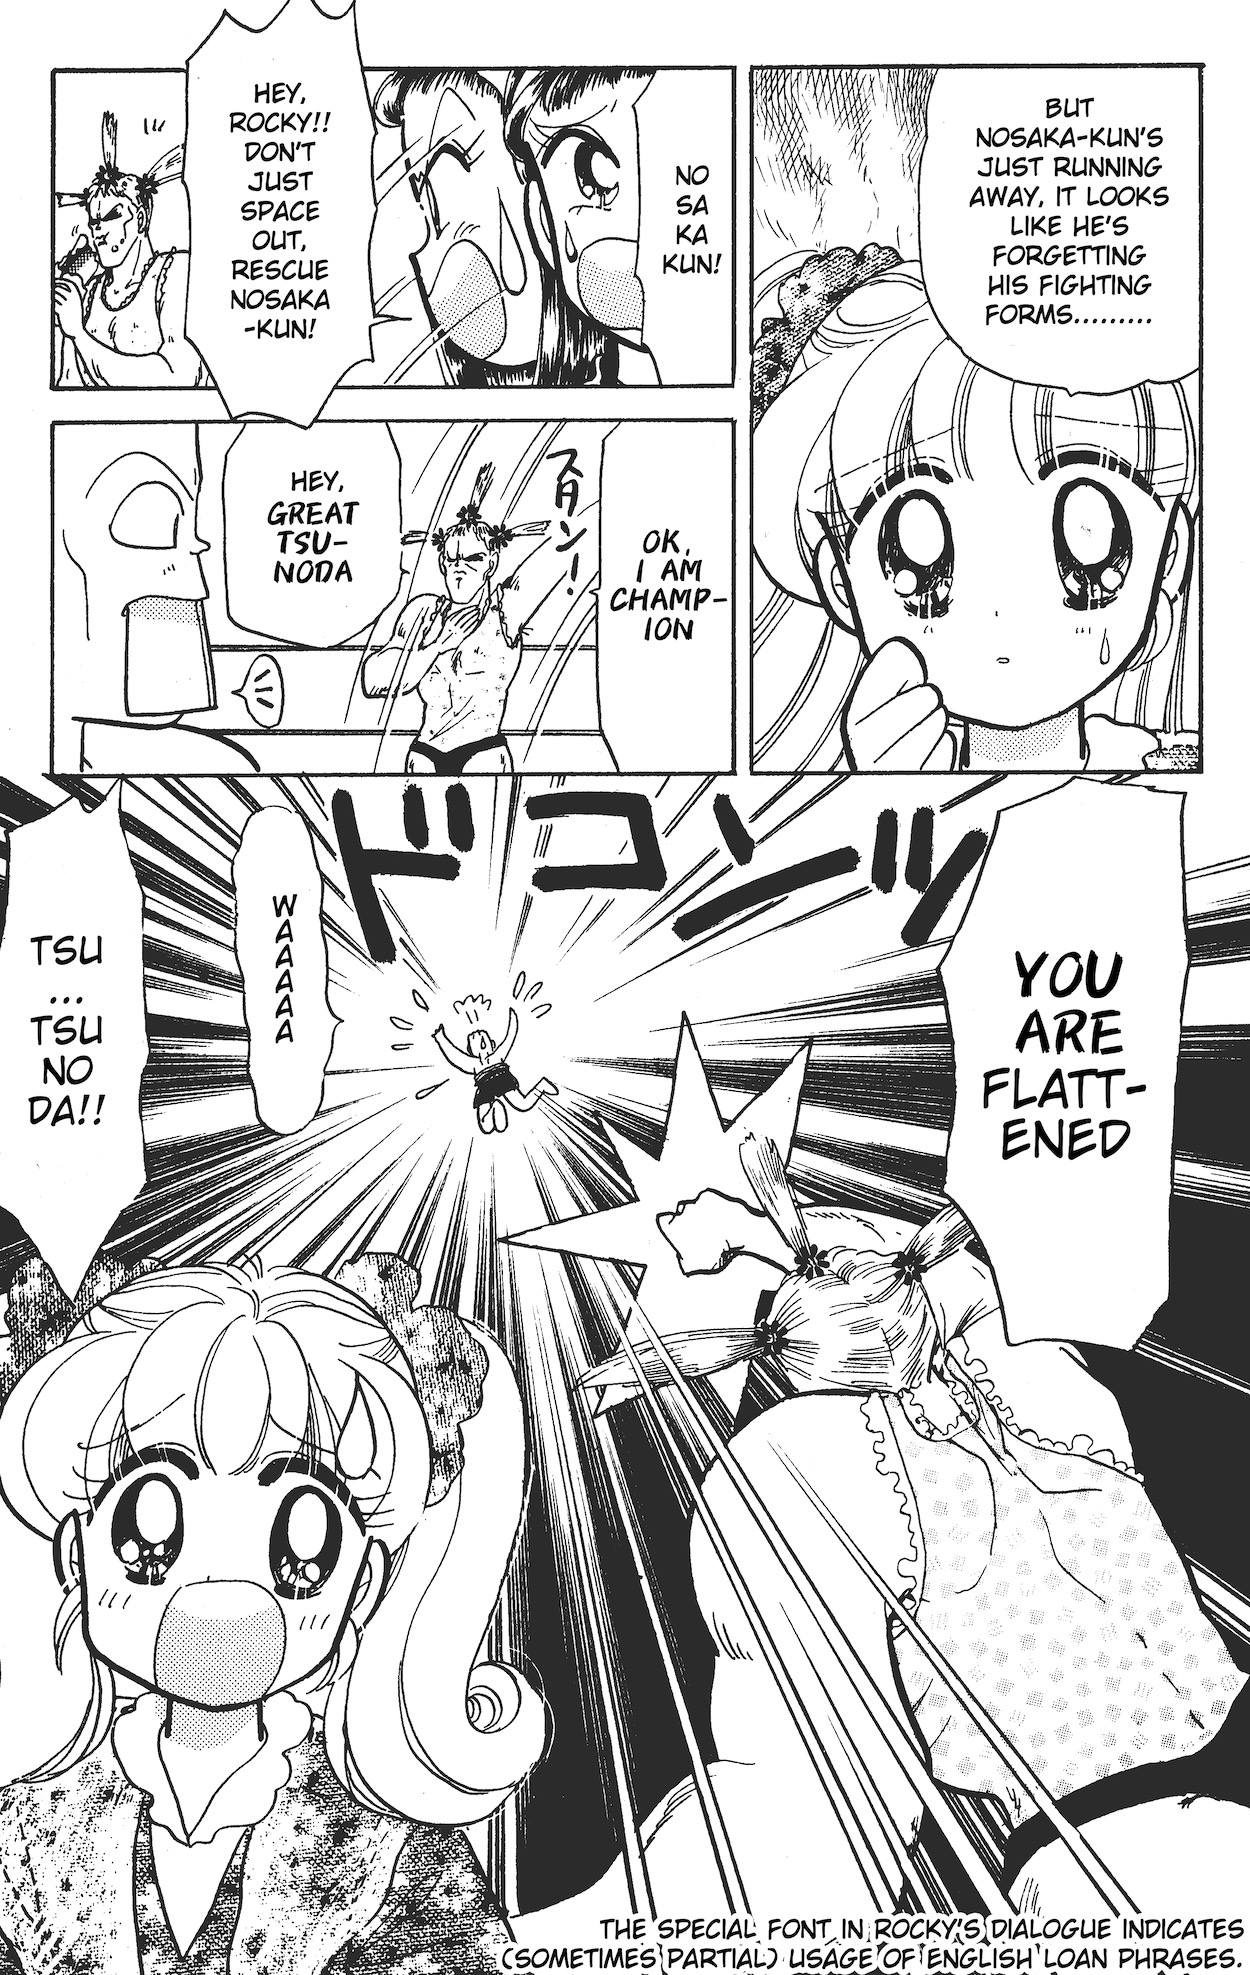 BUT
NOSAKA-KUN'S
JUST RUNNING
AWAY, IT LOOKS
LIKE HE'S
FORGETTING
HIS FIGHTING
FORMS.........
NO
SA
KA
KUN!
HEY,
ROCKY!!
DON'T
JUST
SPACE
OUT,
RESCUE
NOSAKA
-KUN!
OK,
I AM
CHAMP-
ION
スタンー!
HEY,
GREAT
TSU-
NODA
YOU
ARE
FLATT-
ENED
ドコンッ
WAAAAA
TSU
...
TSU
NO
DA!!
THE SPECIAL FONT IN ROCKY'S DIALOGUE INDICATES
(SOMETIMES PARTIAL) USAGE OF ENGLISH LOAN PHRASES.